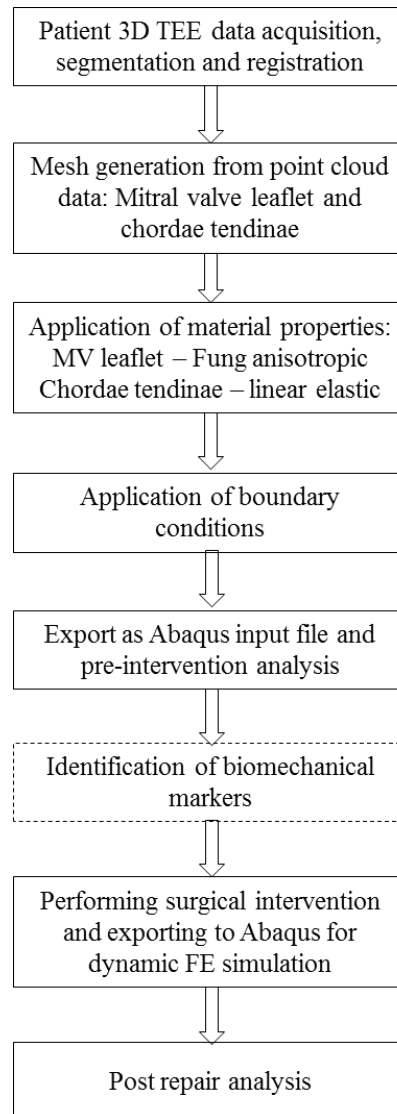 Patient 3D TEE data acquisition,
segmentation and registration
Mesh generation from point cloud
data: Mitral valve leaflet and
chordae tendinae
Application of material properties:
MV leaflet – Fung anisotropic
Chordae tendinae – linear elastic
Application of boundary
conditions
Export as Abaqus input file and
pre-intervention analysis
Identification of biomechanical
markers
Performing surgical intervention
and exporting to Abaqus for
dynamic FE simulation
Post repair analysis